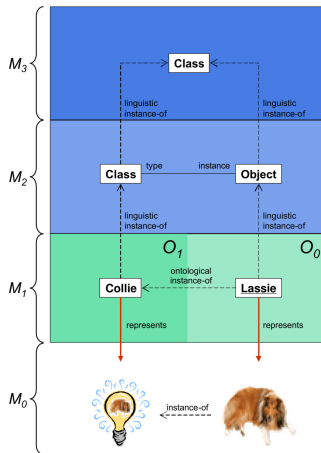 M3
Class
linguistic
instance-of
linguistic
instance-of
M2
type
instance
Class
Object
linguistic
instance-of
linguistic
instance-of
O1
O0
M1
ontological
instance-of
Collie
Lassie
represents
represents
M0
instance-of